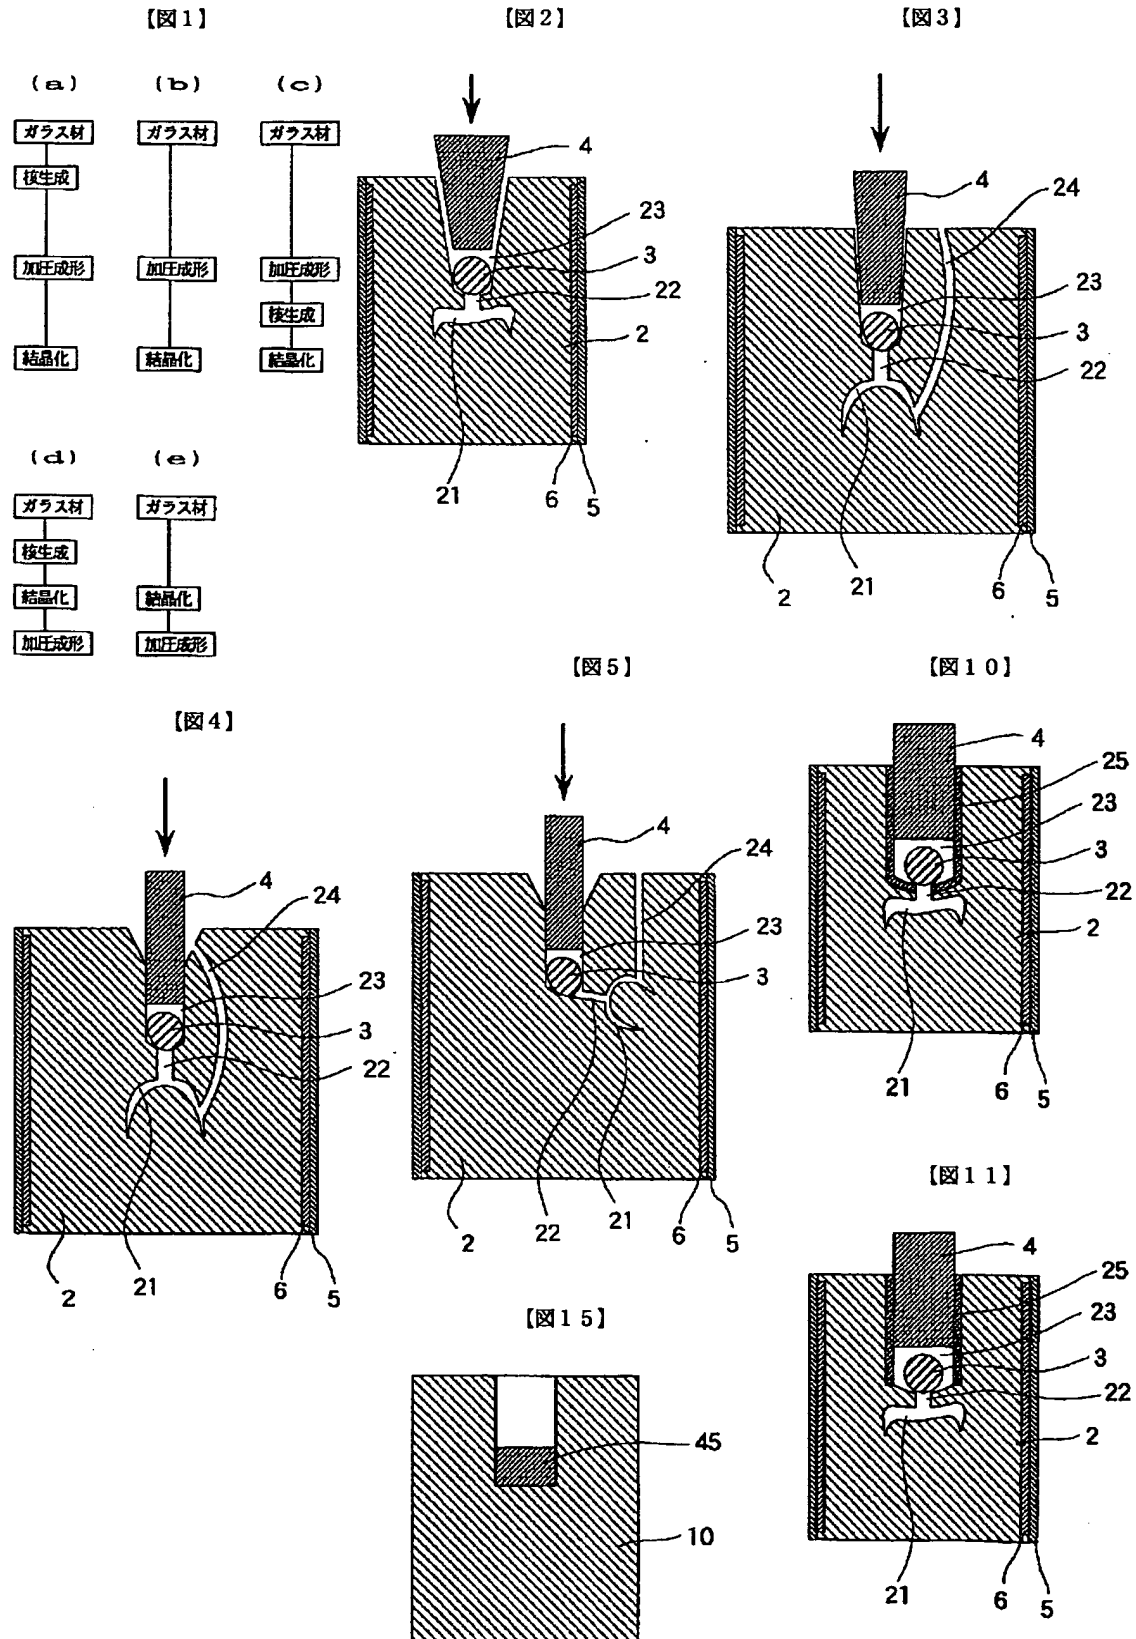 【図1】
(a)
ガラス材
核生成
加圧成形
結晶化
(b)
ガラス材
加圧成形
結晶化
(c)
ガラス材
加圧成形
核生成
結晶化
(d)
ガラス材
核生成
結晶化
加圧成形
(e)
ガラス材
結晶化
加圧成形
【図2】
4
23
3
22
2
21
6
5
【図3】
4
24
23
3
22
2
21
6
5
【図4】
4
24
23
3
22
2
21
6
5
【図5】
4
24
23
3
2
22
21
6
5
【図10】
4
25
23
3
22
2
21
6
5
【図11】
4
25
23
3
22
2
21
6
5
【図15】
45
10